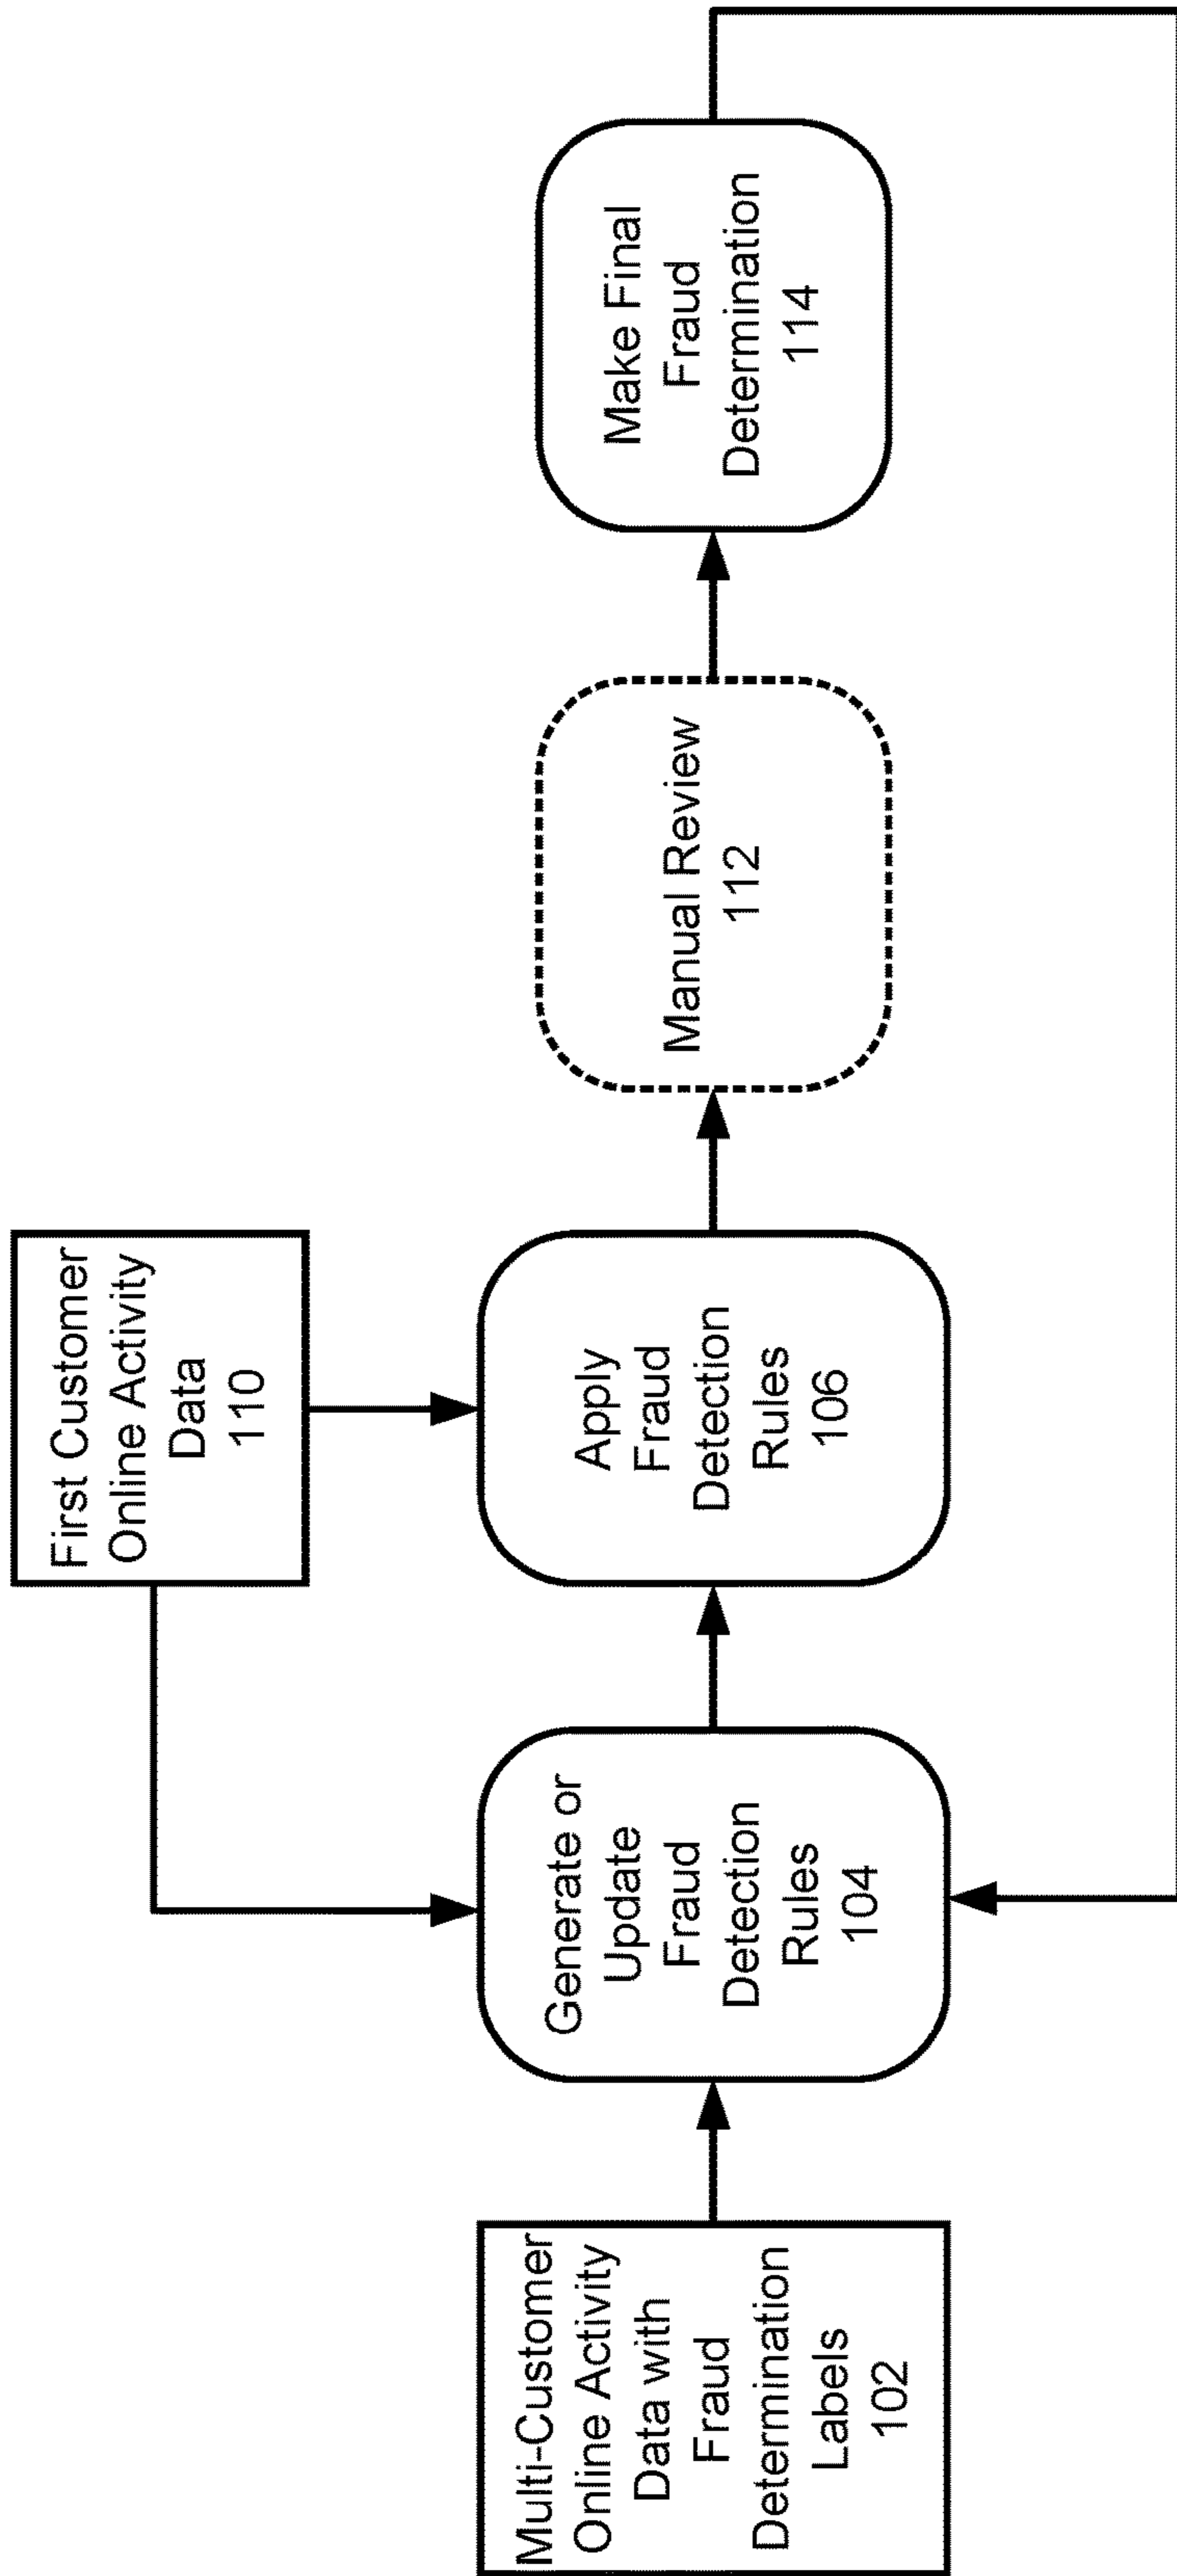 First Customer
Online Activity
Data
110
Multi-Customer
Online Activity
Data with
Fraud
Determination
Labels
102
Generate or
Update
Fraud
Detection
Rules
104
Apply
Fraud
Detection
Rules
106
Manual Review
112
Make Final
Fraud
Determination
114